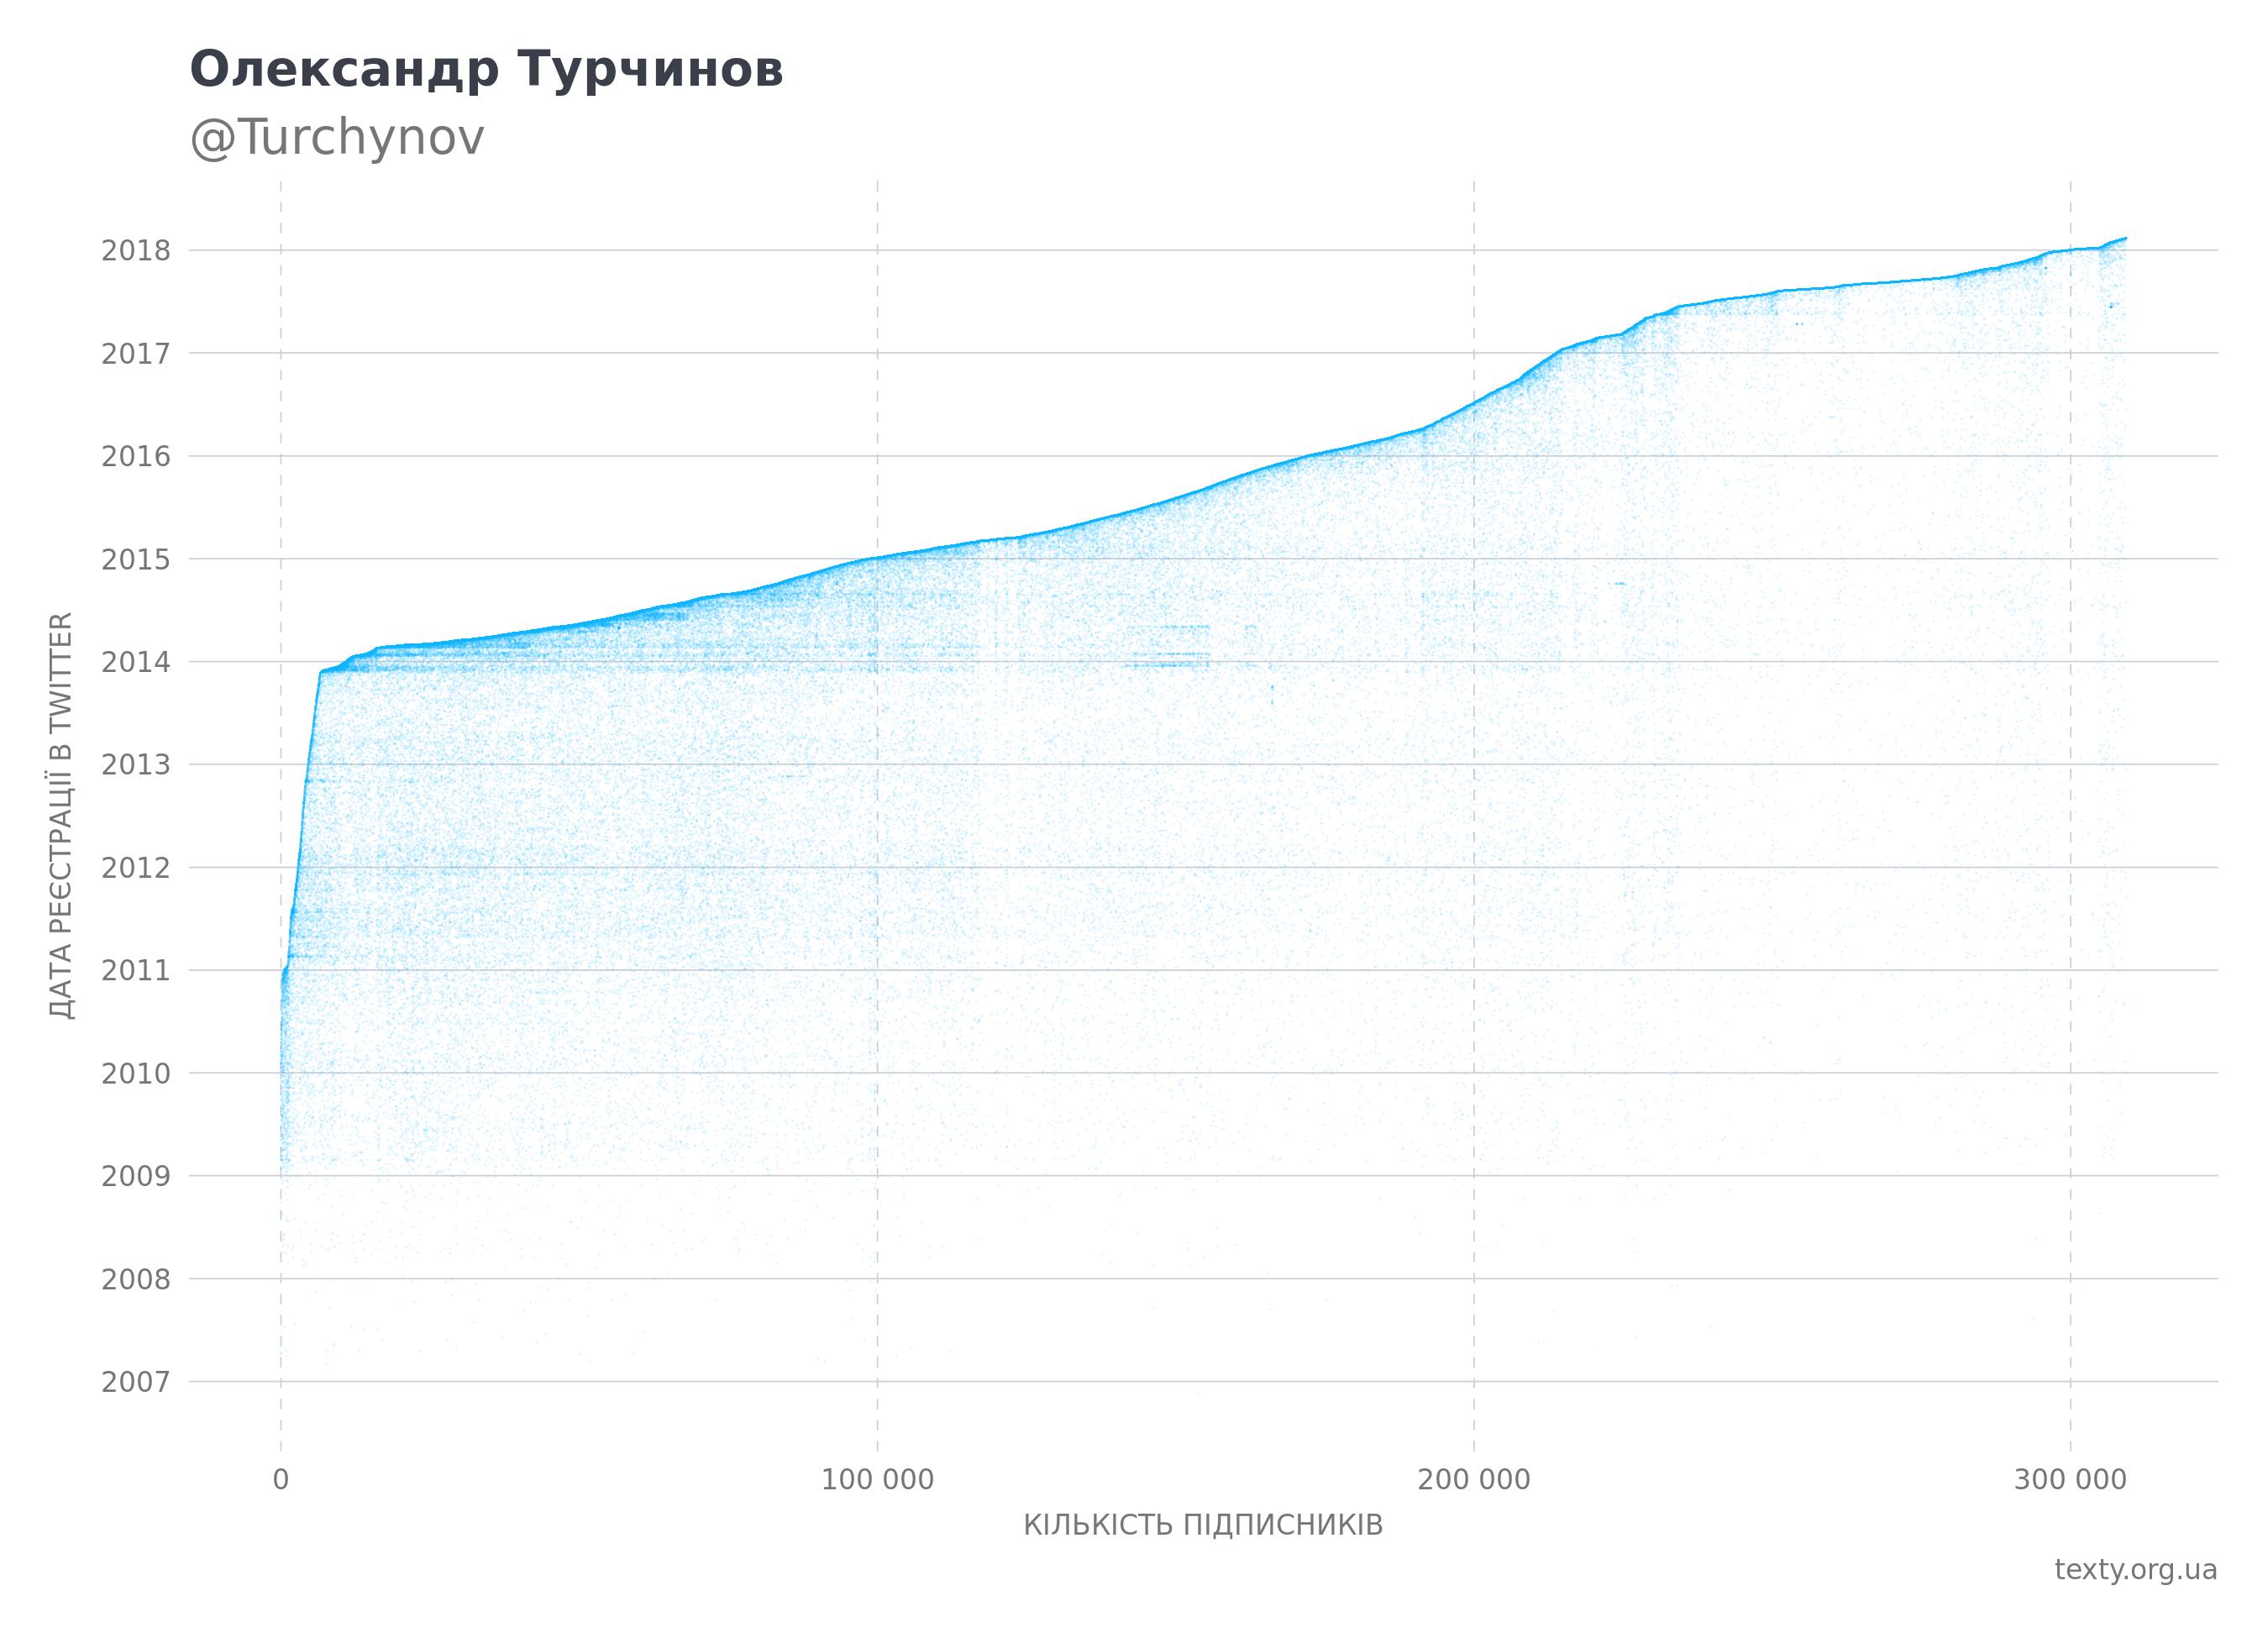 Олександр Турчинов
@Turchynov
ДАТА РЕЄСТРАЦІЇ В TWITTER
2018
2017
2016
2015
2014
2013
2012
2011
2010
2009
2008
2007
0 100 000 200 000 300 000
КІЛЬКІСТЬ ПІДПИСНИКІВ
texty.org.ua